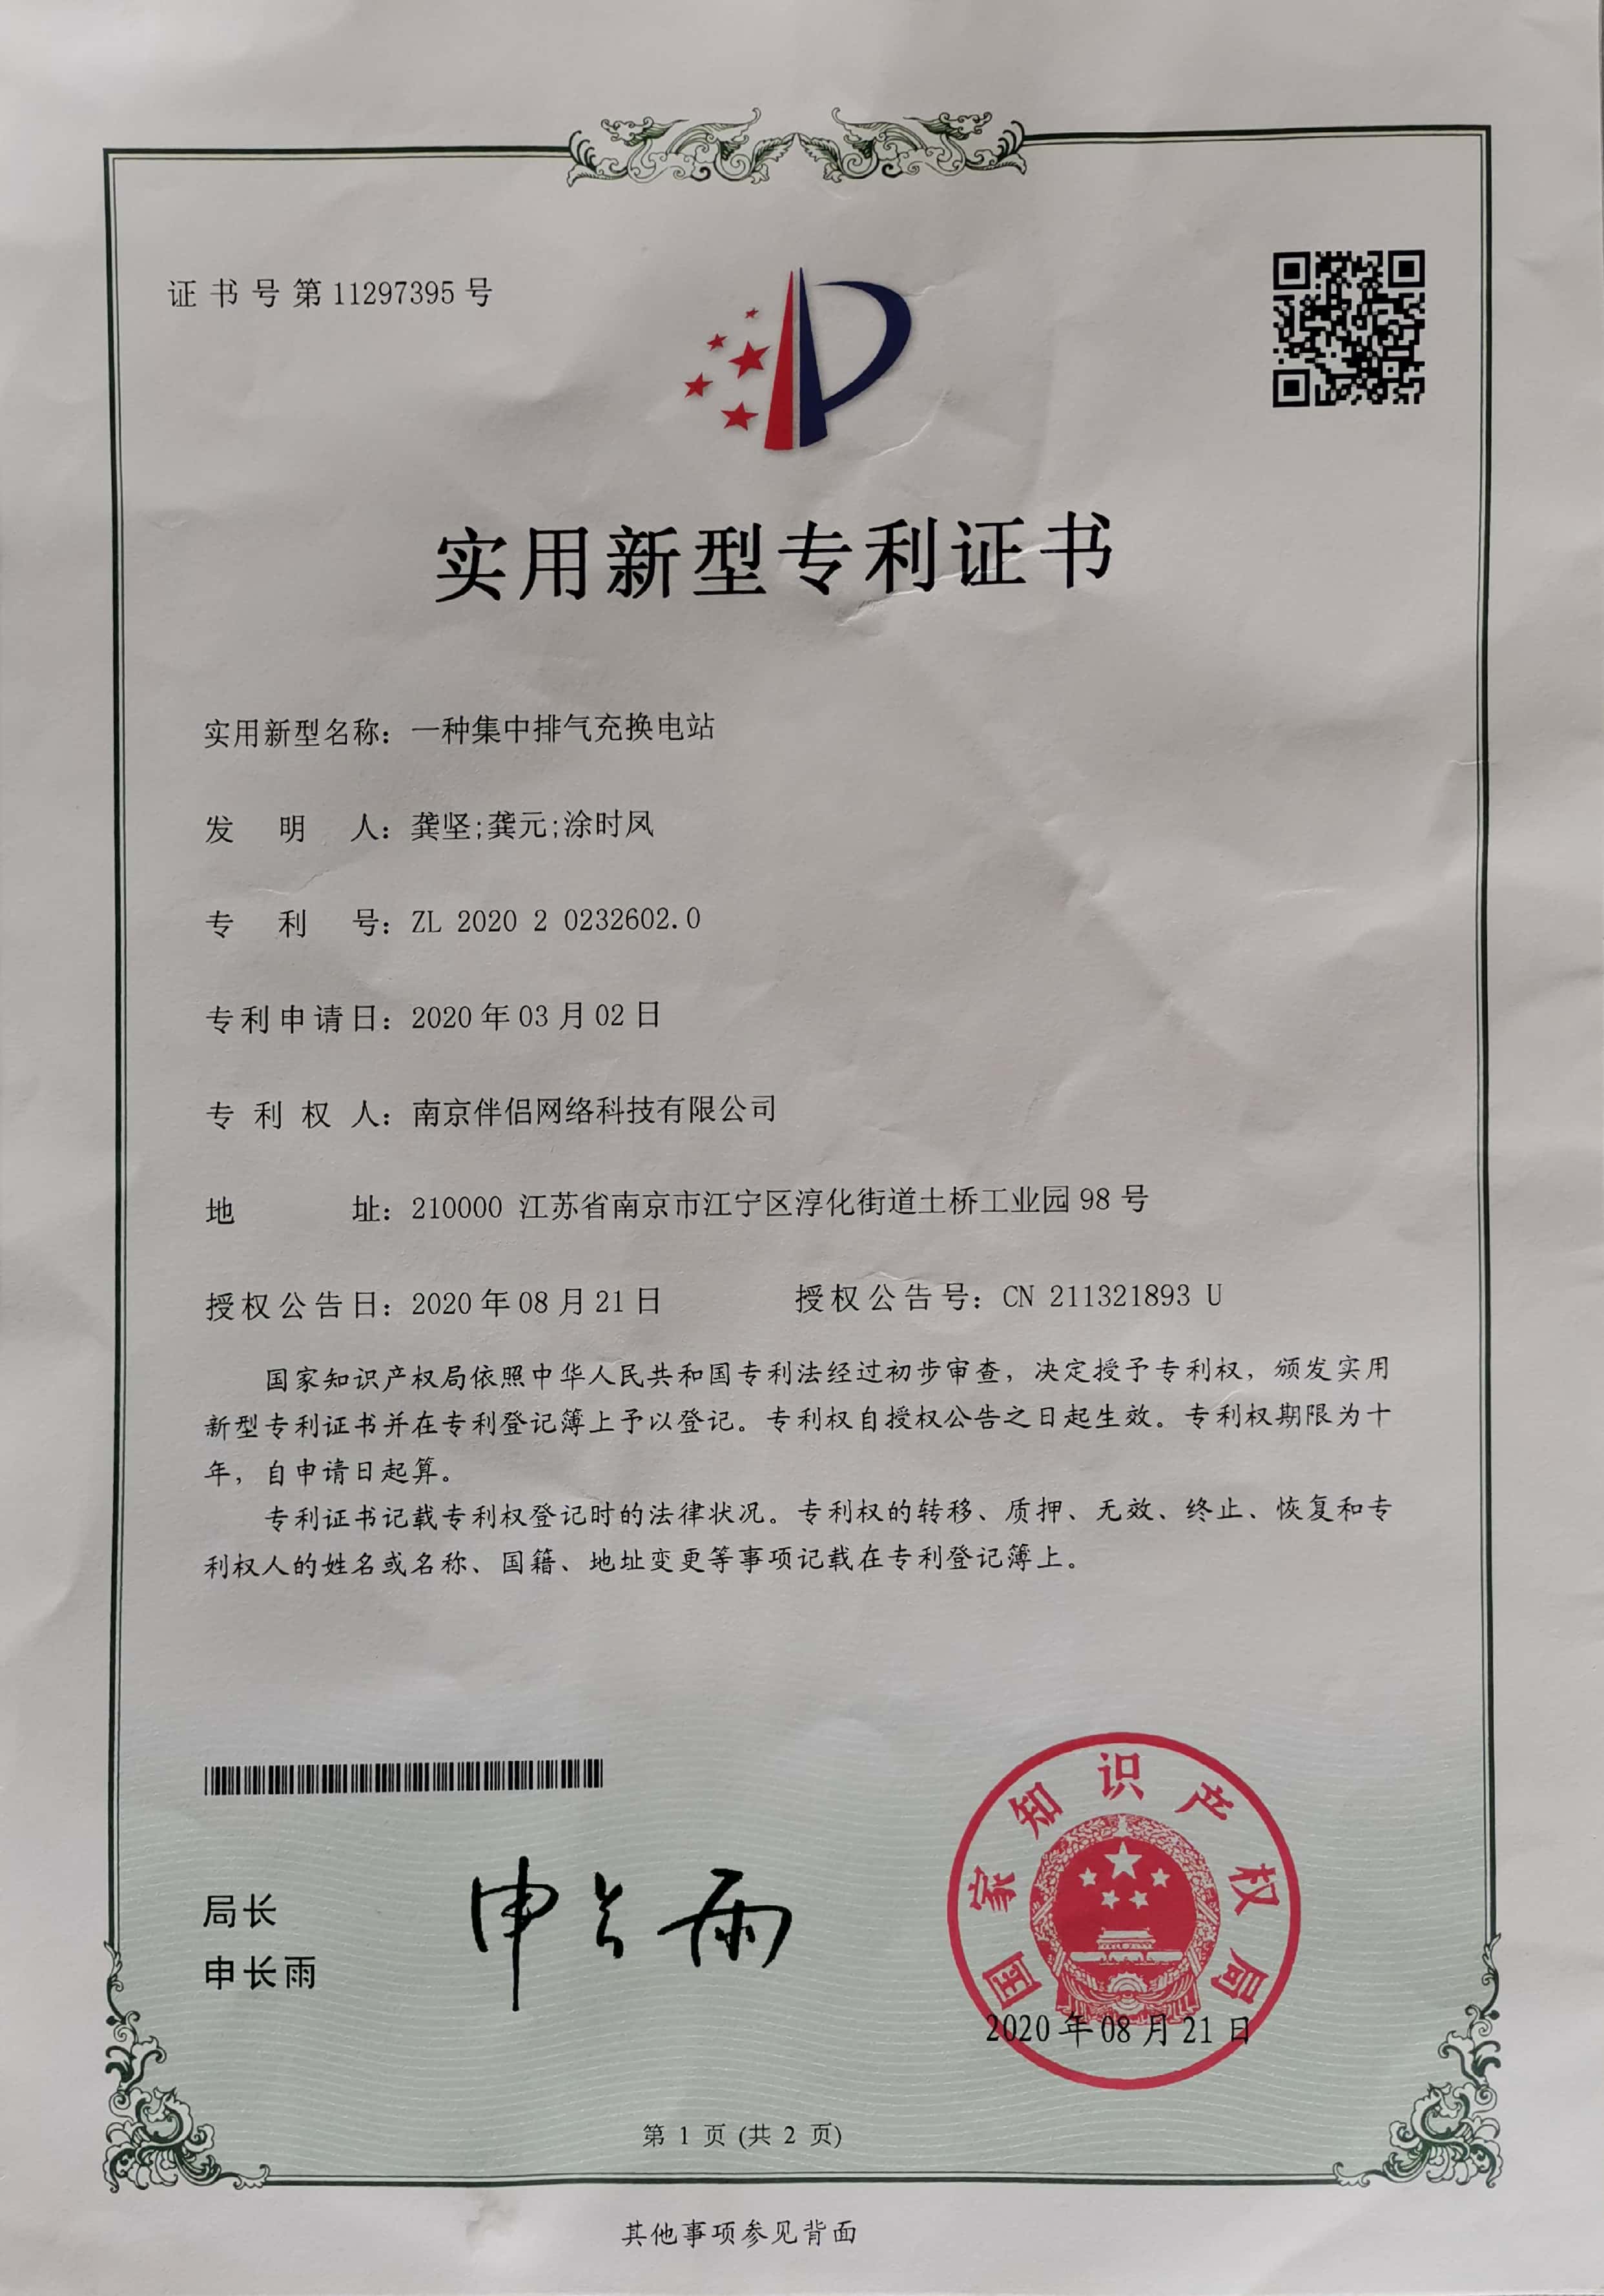 证书号第11297395号
实用新型专利证书
实用新型名称：一种集中排气充换电站
发明人：龚坚;龚元;涂时凤
专利号：ZL 2020 2 0232602.0
专利申请日：2020年03月02日
专利权人：南京伴侣网络科技有限公司
地址：210000 江苏省南京市江宁区淳化街道土桥工业园98号
授权公告日：2020年08月21日 授权公告号：CN 211321893 U
国家知识产权局依照中华人民共和国专利法经过初步审查，决定授予专利权，颁发实用
新型专利证书并在专利登记簿上予以登记。专利权自授权公告之日起生效。专利权期限为十
年，自申请日起算。
专利证书记载专利权登记时的法律状况。专利权的转移、质押、无效、终止、恢复和专
利权人的姓名或名称、国籍、地址变更等事项记载在专利登记簿上。
局长
申长雨
申长雨
国家知识产权局
2020年08月21日
第 1 页 (共 2 页)
其他事项参见背面